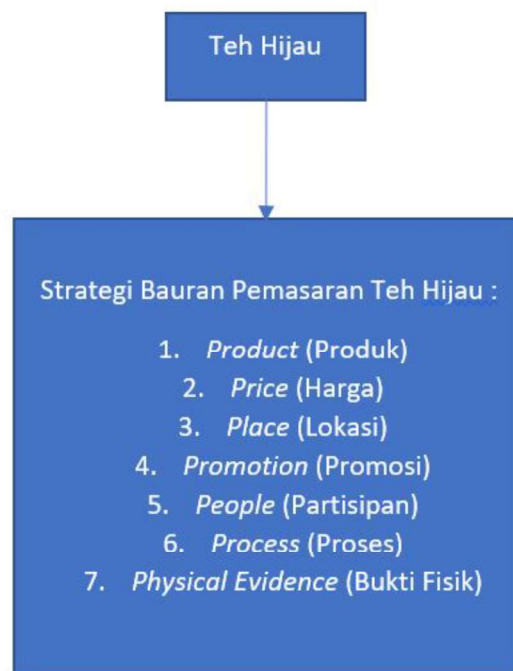 Teh Hijau
Strategi Bauran Pemasaran Teh Hijau :
1. Product (Produk)
2. Price (Harga)
3. Place (Lokasi)
4. Promotion (Promosi)
5. People (Partisipan)
6. Process (Proses)
7. Physical Evidence (Bukti Fisik)